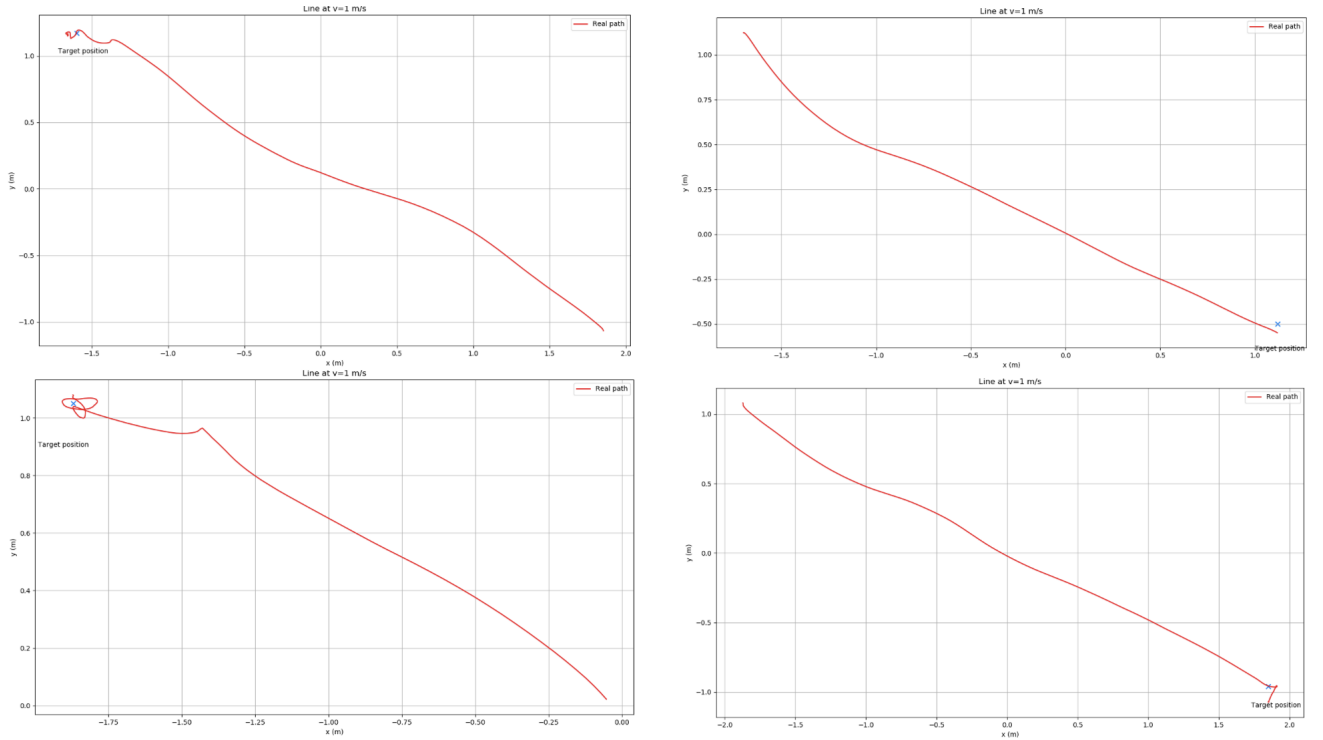 Line at v=1 m/s
Real path
Target position
1.0
0.5
0.0
−0.5
−1.0
y (m)
−1.5 −1.0 −0.5 0.0 0.5 1.0 1.5 2.0
x (m)
Line at v=1 m/s
Real path
1.00
0.75
0.50
0.25
0.00
−0.25
−0.50
y (m)
Target position
−1.5 −1.0 −0.5 0.0 0.5 1.0
x (m)
Line at v=1 m/s
Real path
Target position
1.0
0.8
0.6
0.4
0.2
0.0
y (m)
−1.75 −1.50 −1.25 −1.00 −0.75 −0.50 −0.25 0.00
x (m)
Line at v=1 m/s
Real path
1.0
0.5
0.0
−0.5
−1.0
y (m)
Target position
−2.0 −1.5 −1.0 −0.5 0.0 0.5 1.0 1.5 2.0
x (m)